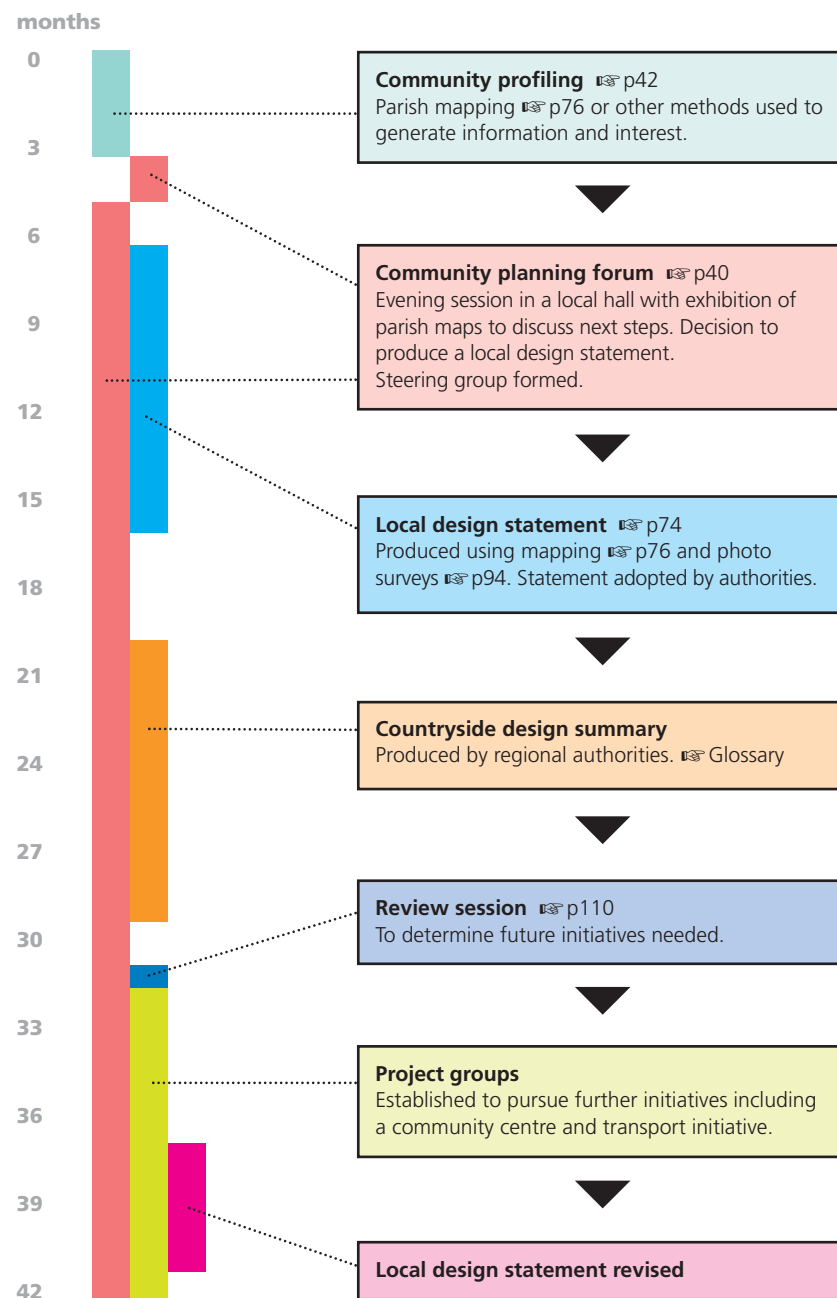 months
0
3
6
9
12
15
18
21
24
27
30
33
36
39
42
Community profiling ☞ p42
Parish mapping ☞ p76 or other methods used to
generate information and interest.
Community planning forum ☞ p40
Evening session in a local hall with exhibition of
parish maps to discuss next steps. Decision to
produce a local design statement.
Steering group formed.
Local design statement ☞ p74
Produced using mapping ☞ p76 and photo
surveys ☞ p94. Statement adopted by authorities.
Countryside design summary
Produced by regional authorities. ☞ Glossary
Review session ☞ p110
To determine future initiatives needed.
Project groups
Established to pursue further initiatives including
a community centre and transport initiative.
Local design statement revised